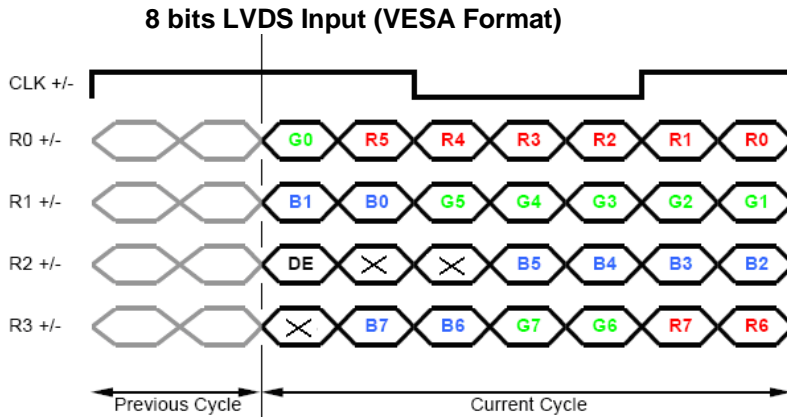 8 bits LVDS Input (VESA Format)
CLK +/-
R0 +/- G0 R5 R4 R3 R2 R1 R0
R1 +/- B1 B0 G5 G4 G3 G2 G1
R2 +/- DE B5 B4 B3 B2
R3 +/- B7 B6 G7 G6 R7 R6
Previous Cycle Current Cycle